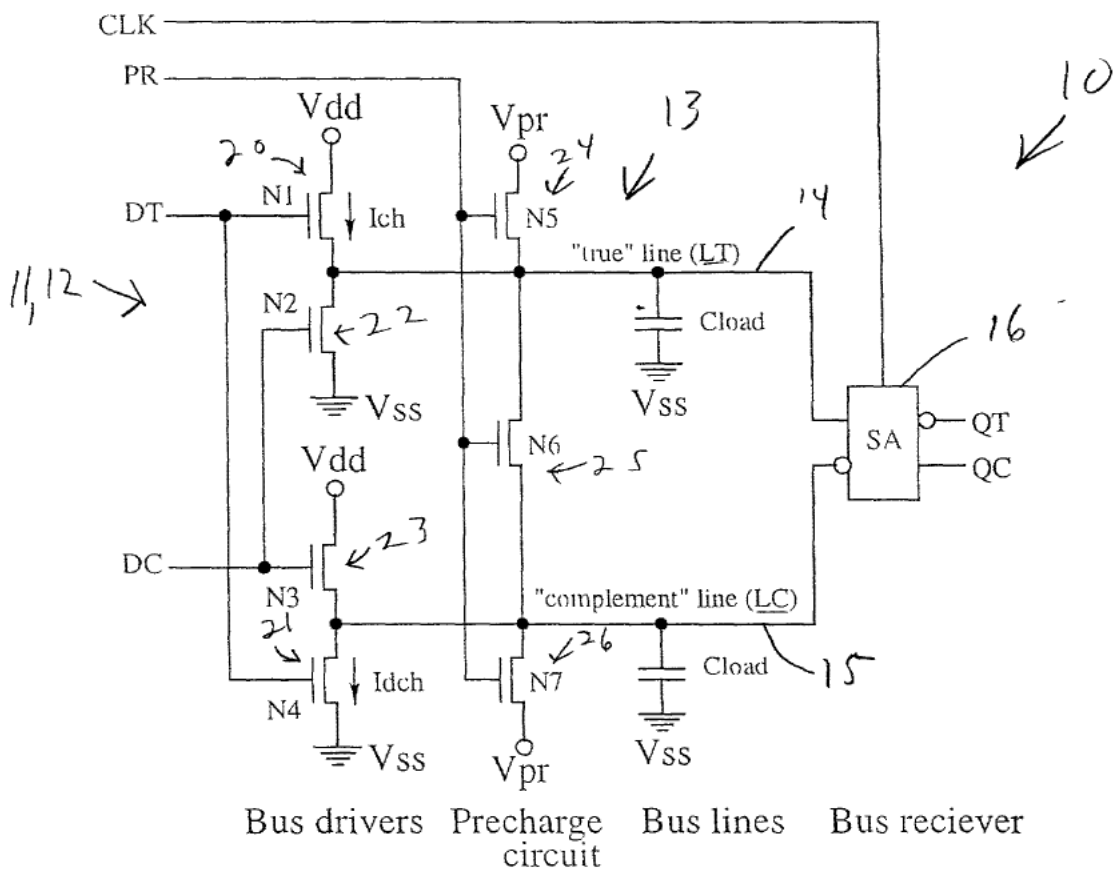 CLK
10
PR
13
Vdd
Vpr
20
24
N1
N5
14
DT
Ich
"true" line (LT)
11,12
N2
22
Cload
16
Vss
Vss
N6
SA
QT
Vdd
25
QC
23
DC
N3
"complement" line (LC)
21
26
15
Idch
N7
Cload
N4
Vss
Vss
Vpr
Bus drivers Precharge circuit Bus lines Bus reciever